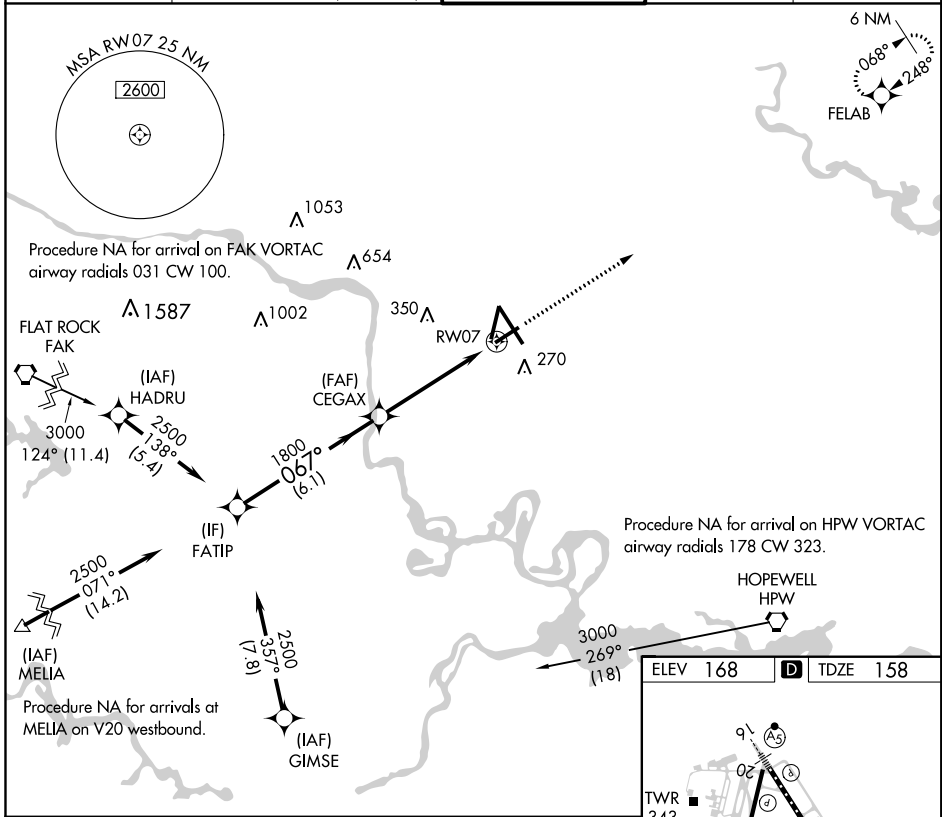 MSA RW07 25 NM
2600
6 NM
068°
248°
FELAB
1053
Procedure NA for arrival on FAK VORTAC
airway radials 031 CW 100.
654
1587
1002
350
RW07
270
FLAT ROCK
FAK
3000
124° (11.4)
(IAF)
HADRU
2500
138°
(5.4)
(FAF)
CEGAX
1800
067°
(6.1)
(IF)
FATIP
2500
071°
(14.2)
(IAF)
MELIA
Procedure NA for arrivals at
MELIA on V20 westbound.
2500
357°
(7.8)
(IAF)
GIMSE
Procedure NA for arrival on HPW VORTAC
airway radials 178 CW 323.
HOPEWELL
HPW
3000
269°
(18)
ELEV 168
D
TDZE 158
16
A5
20
P
P
TWR
343